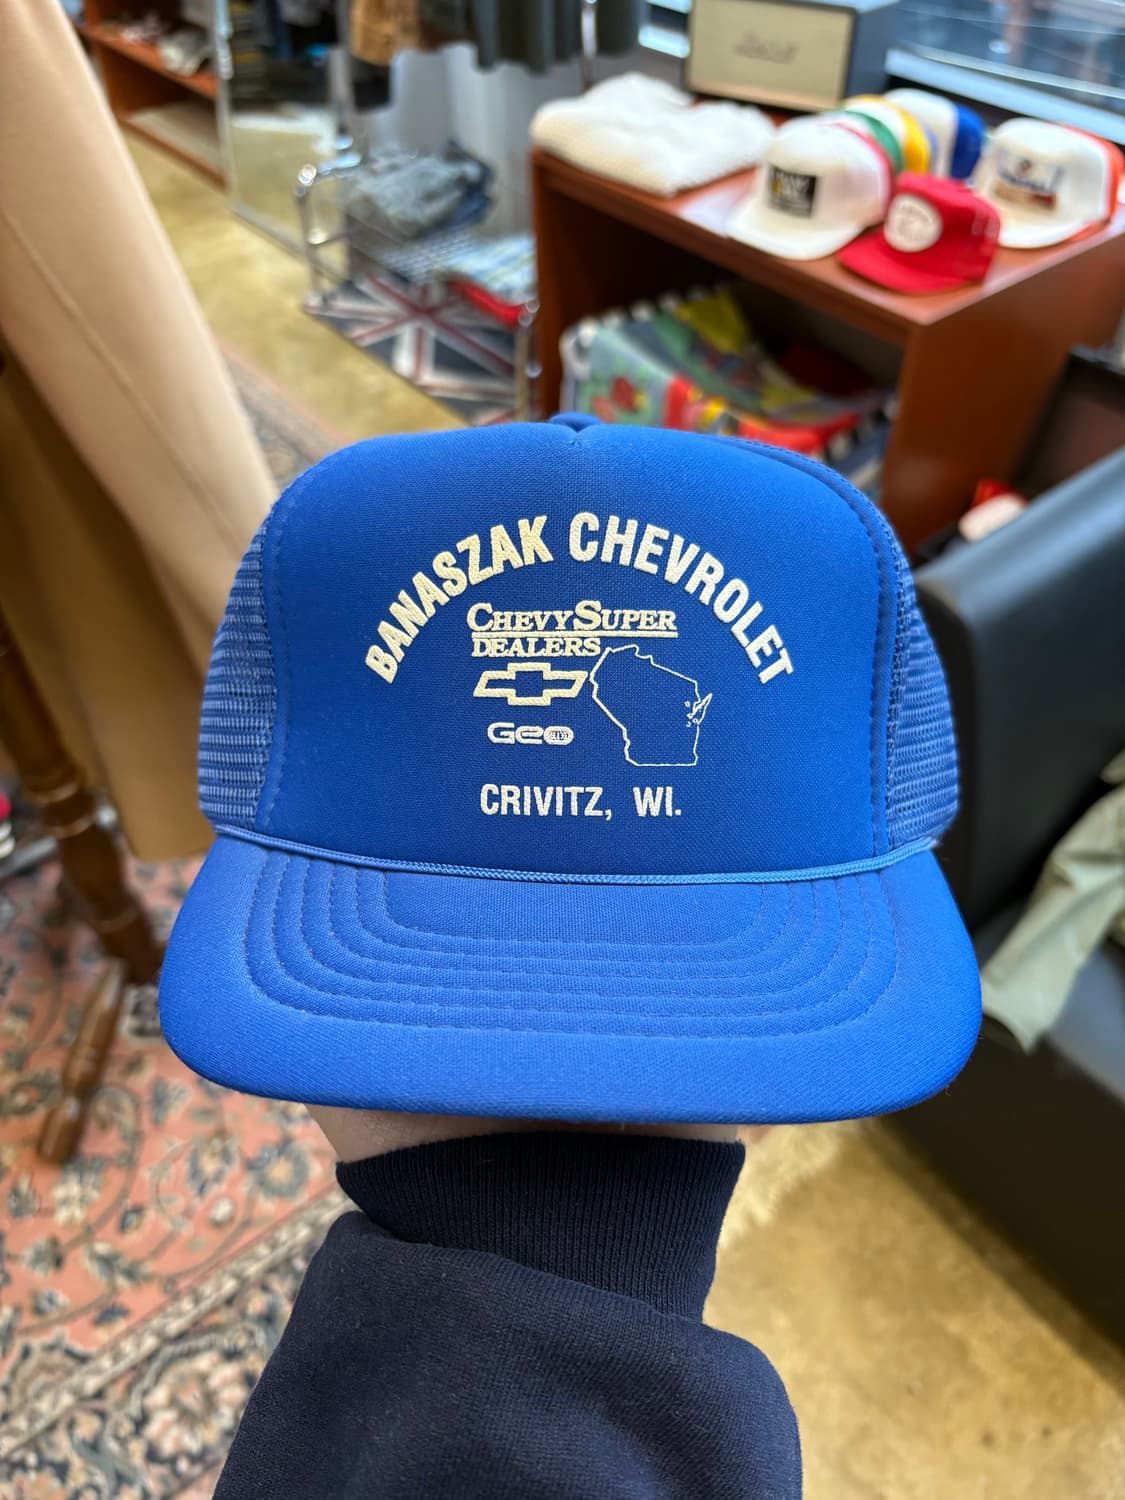 BANASZAK CHEVROLET
CHEVY SUPER
DEALERS
Geo
CRIVITZ, WI.